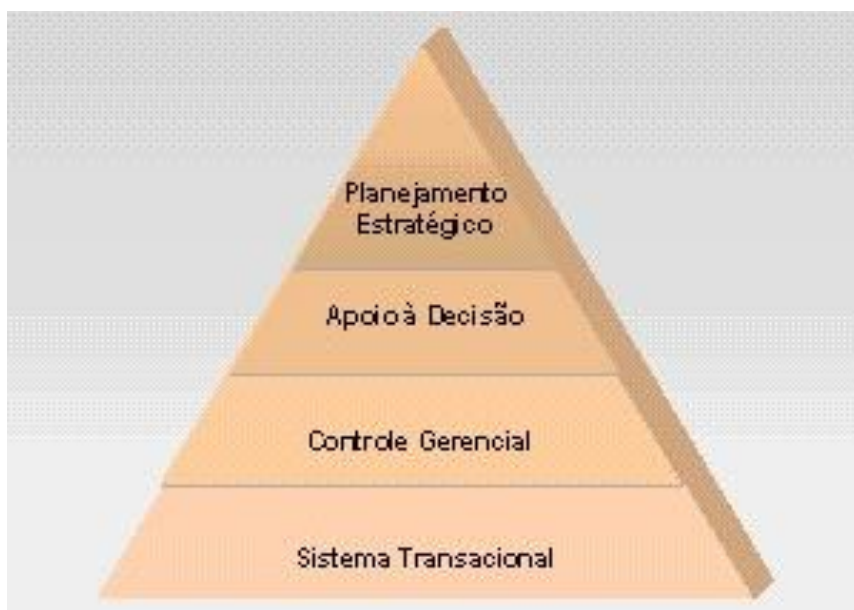 Planejamento
Estratégico
Apoio à Decisão
Controle Gerencial
Sistema Transacional